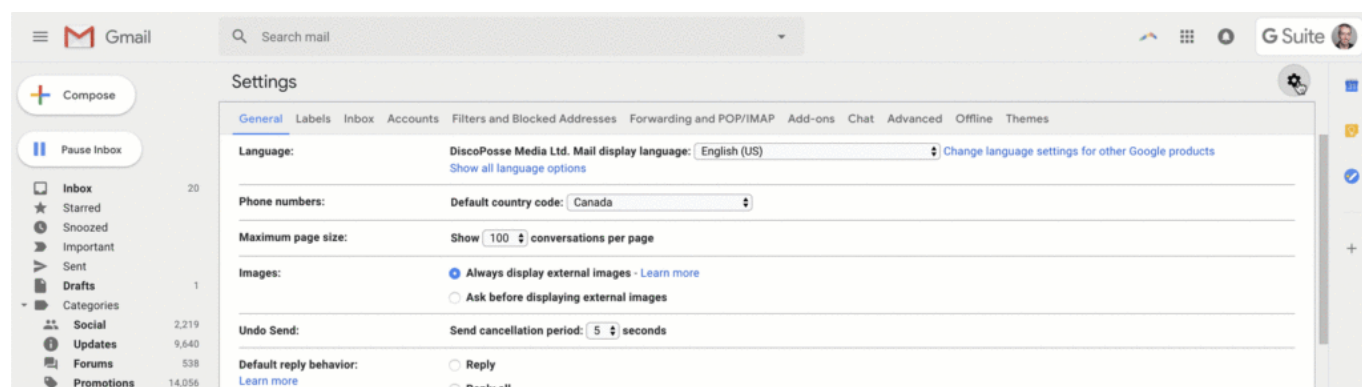 Gmail
Search mail
G Suite
Compose
Pause Inbox
Inbox 20
Starred
Snoozed
Important
Sent
Drafts 1
Categories
Social 2,219
Updates 9,640
Forums 538
Promotions 14,056
Settings
General Labels Inbox Accounts Filters and Blocked Addresses Forwarding and POP/IMAP Add-ons Chat Advanced Offline Themes
Language: DiscoPosse Media Ltd. Mail display language: English (US) Change language settings for other Google products
Show all language options
Phone numbers: Default country code: Canada
Maximum page size: Show 100 conversations per page
Images: Always display external images - Learn more
Ask before displaying external images
Undo Send: Send cancellation period: 5 seconds
Default reply behavior: Reply
Learn more
Reply all
31